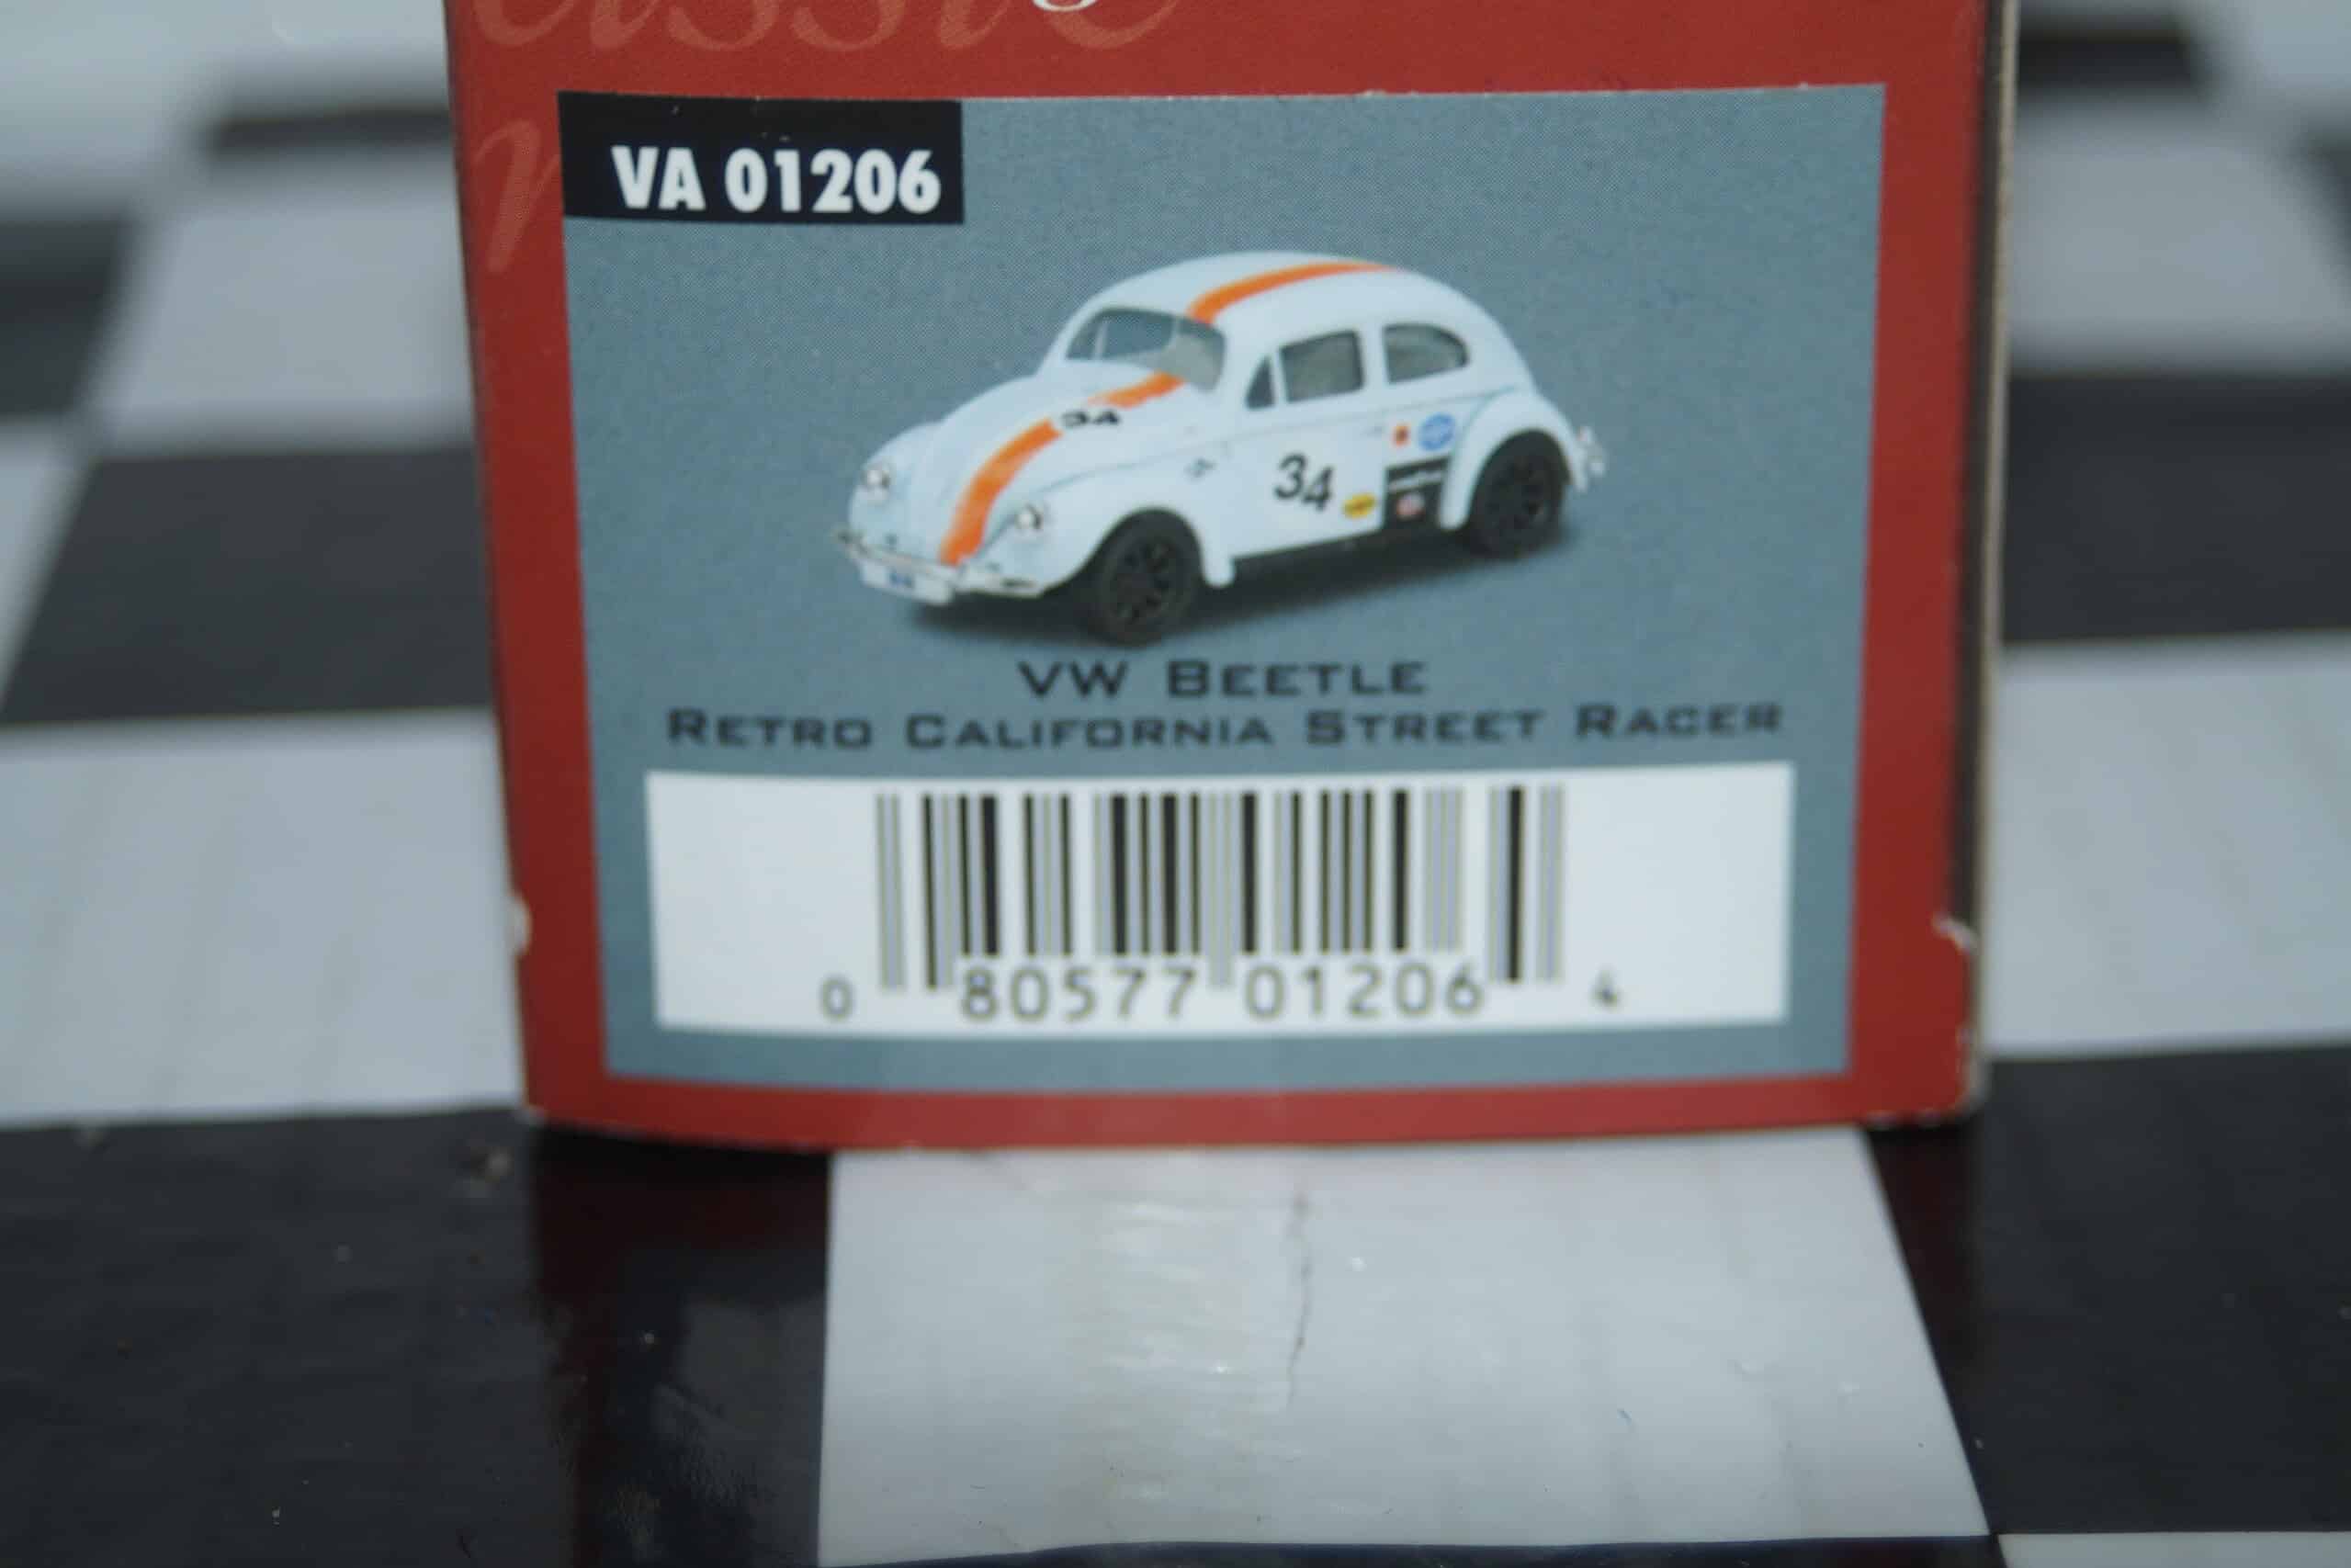 VA 01206
34
34
VW BEETLE
RETRO CALIFORNIA STREET RACER
0 80577 01206 4